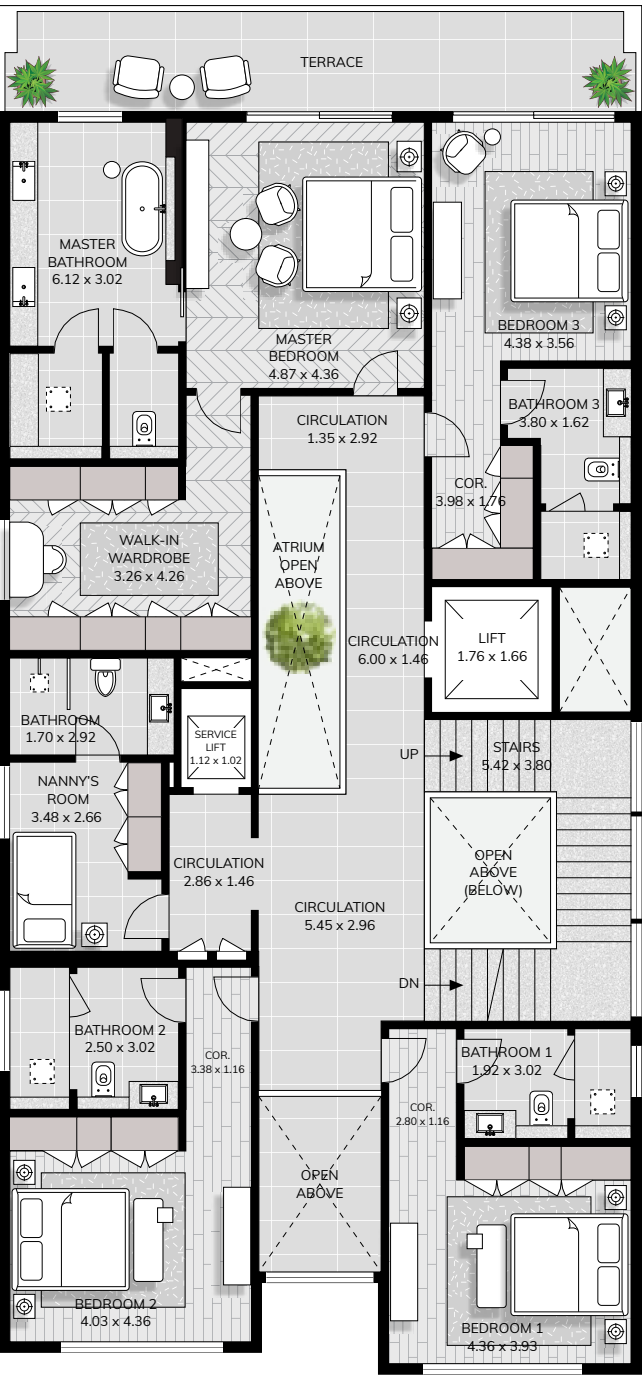 TERRACE
MASTER
BATHROOM
6.12 x 3.02
MASTER
BEDROOM
4.87 x 4.36
BEDROOM 3
4.38 x 3.56
CIRCULATION
1.35 x 2.92
BATHROOM 3
3.80 x 1.62
COR.
3.98 x 1.76
WALK-IN
WARDROBE
3.26 x 4.26
ATRIUM
OPEN
ABOVE
CIRCULATION
6.00 x 1.46
LIFT
1.76 x 1.66
BATHROOM
1.70 x 2.92
SERVICE
LIFT
1.12 x 1.02
UP
STAIRS
5.42 x 3.80
NANNY'S
ROOM
3.48 x 2.66
CIRCULATION
2.86 x 1.46
OPEN
ABOVE
(BELOW)
CIRCULATION
5.45 x 2.96
DN
BATHROOM 2
2.50 x 3.02
COR.
3.38 x 1.16
BATHROOM 1
1.92 x 3.02
COR.
2.80 x 1.16
OPEN
ABOVE
BEDROOM 2
4.03 x 4.36
BEDROOM 1
4.36 x 3.93